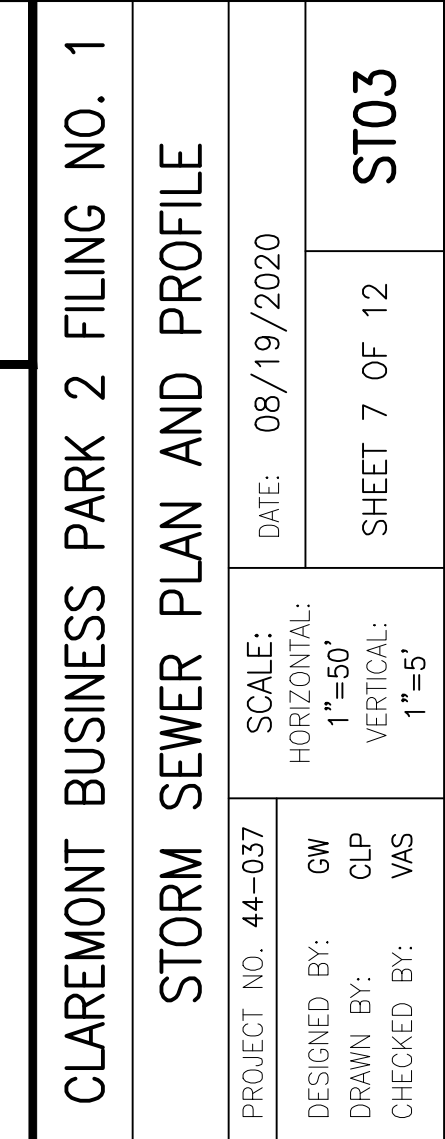 CLAREMONT BUSINESS PARK 2 FILING NO. 1
STORM SEWER PLAN AND PROFILE
PROJECT NO. 44-037
SCALE:
HORIZONTAL:
1"=50'
VERTICAL:
1"=5'
DATE: 08/19/2020
DESIGNED BY: GW
DRAWN BY: CLP
CHECKED BY: VAS
SHEET 7 OF 12
ST03